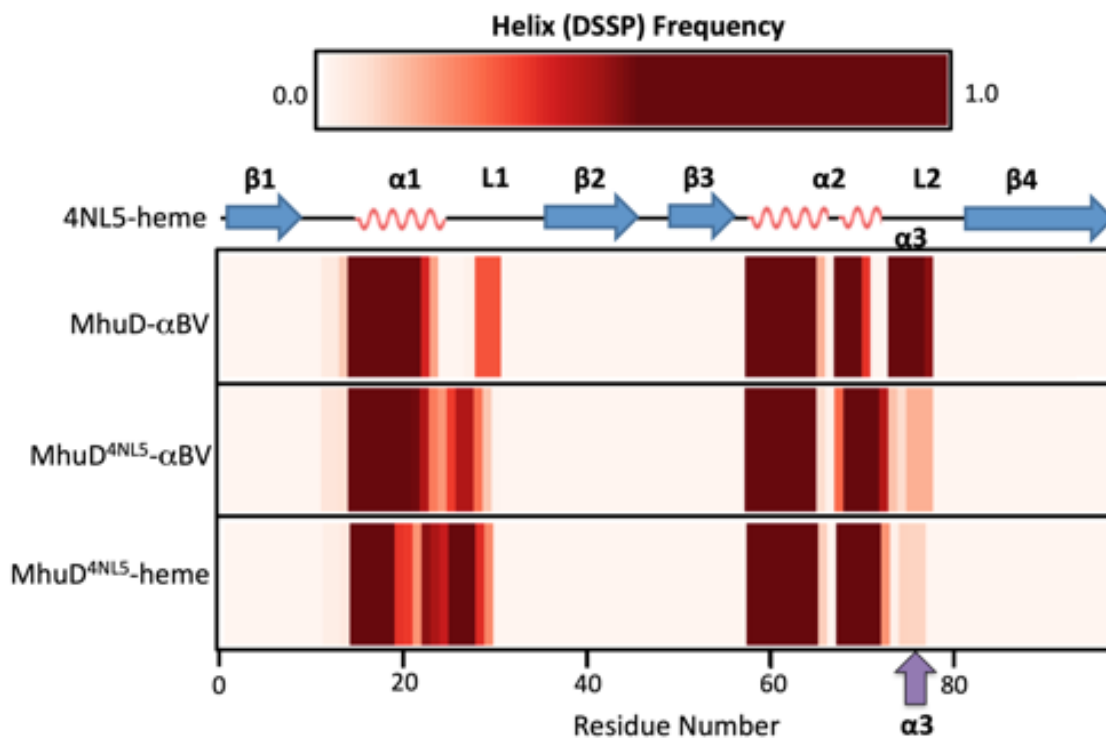 Helix (DSSP) Frequency
0.0 1.0
β1 α1 L1 β2 β3 α2 L2 β4
4NL5-heme
α3
MhuD-αBV
MhuD⁴ᴺᴸ⁵-αBV
MhuD⁴ᴺᴸ⁵-heme
0 20 40 60 80
Residue Number α3